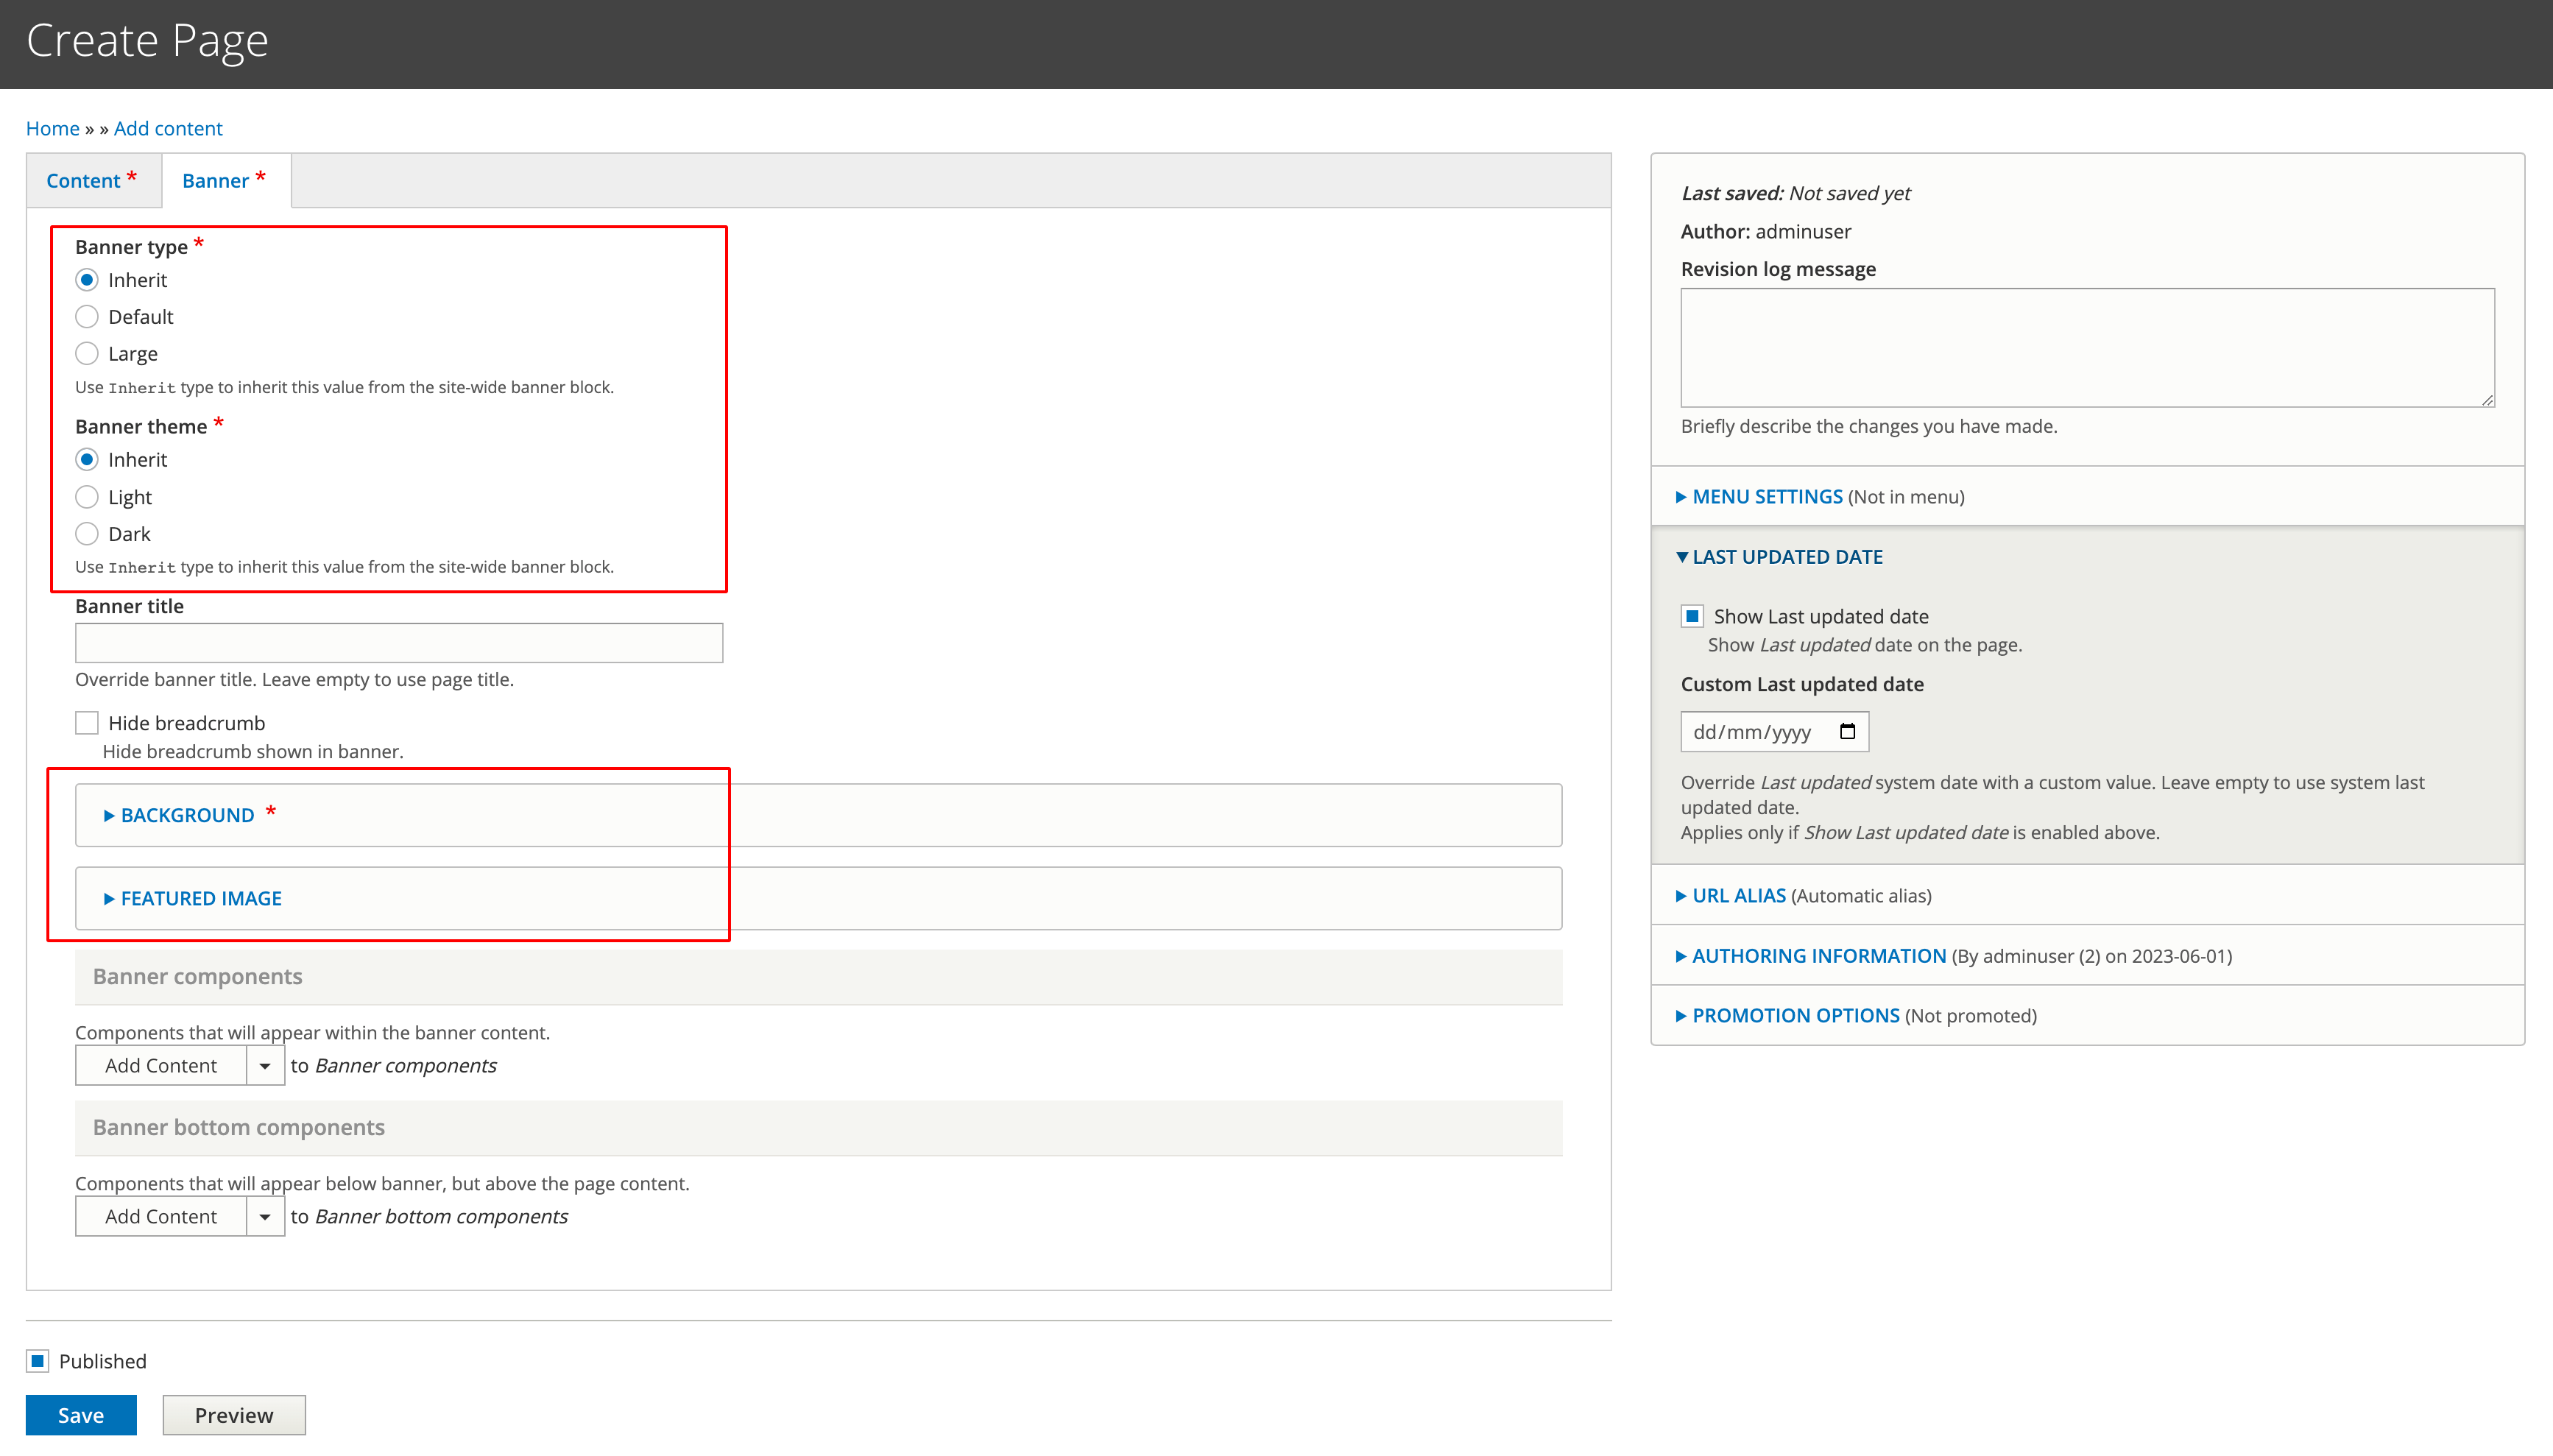 Create Page
Home » » Add content
Content *
Banner *
Banner type *
Inherit
Default
Large
Use Inherit type to inherit this value from the site-wide banner block.
Banner theme *
Inherit
Light
Dark
Use Inherit type to inherit this value from the site-wide banner block.
Banner title
Override banner title. Leave empty to use page title.
Hide breadcrumb
Hide breadcrumb shown in banner.
BACKGROUND *
FEATURED IMAGE
Banner components
Components that will appear within the banner content.
Add Content to Banner components
Banner bottom components
Components that will appear below banner, but above the page content.
Add Content to Banner bottom components
Published
Save
Preview
Last saved: Not saved yet
Author: adminuser
Revision log message
Briefly describe the changes you have made.
MENU SETTINGS (Not in menu)
LAST UPDATED DATE
Show Last updated date
Show Last updated date on the page.
Custom Last updated date
dd/mm/yyyy
Override Last updated system date with a custom value. Leave empty to use system last
updated date.
Applies only if Show Last updated date is enabled above.
URL ALIAS (Automatic alias)
AUTHORING INFORMATION (By adminuser (2) on 2023-06-01)
PROMOTION OPTIONS (Not promoted)